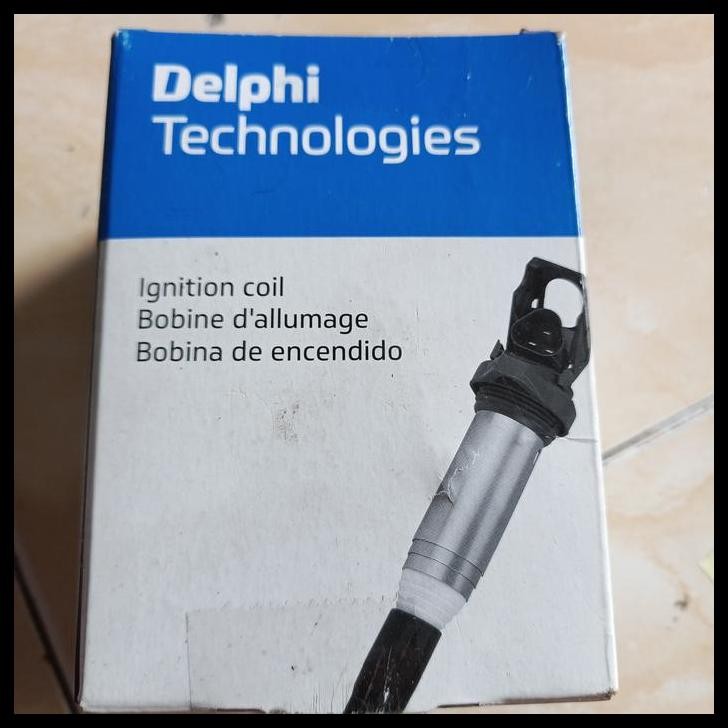 Delphi
Technologies
Ignition coil
Bobine d'allumage
Bobina de encendido